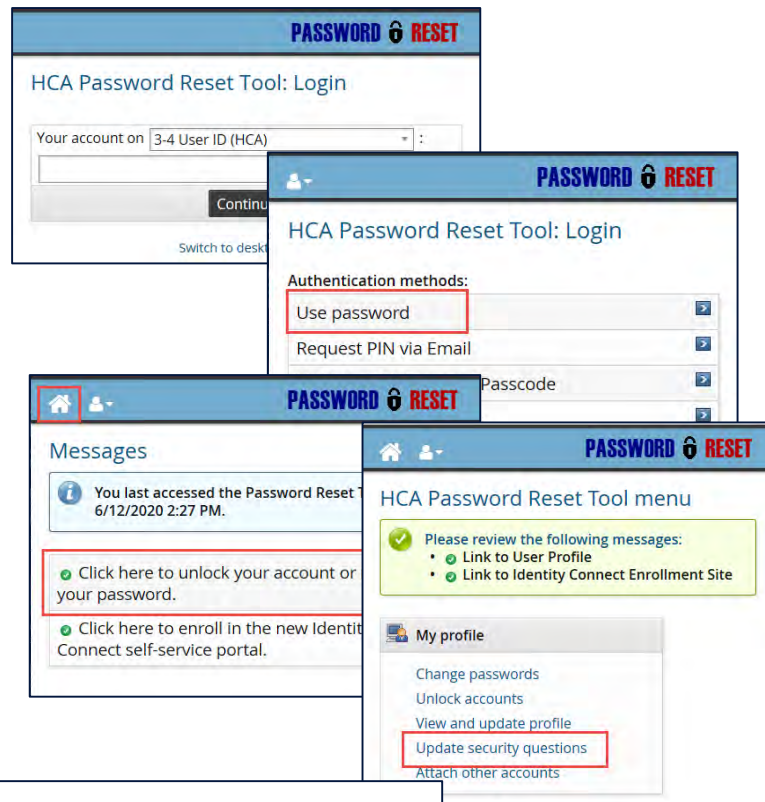 PASSWORD RESET
HCA Password Reset Tool: Login
Your account on 3-4 User ID (HCA) :
Continu
Switch to deskt
PASSWORD RESET
HCA Password Reset Tool: Login
Authentication methods:
Use password
Request PIN via Email
Passcode
PASSWORD RESET
Messages
You last accessed the Password Reset T
6/12/2020 2:27 PM.
Click here to unlock your account or
your password.
Click here to enroll in the new Identit
Connect self-service portal.
PASSWORD RESET
HCA Password Reset Tool menu
Please review the following messages:
• Link to User Profile
• Link to Identity Connect Enrollment Site
My profile
Change passwords
Unlock accounts
View and update profile
Update security questions
Attach other accounts